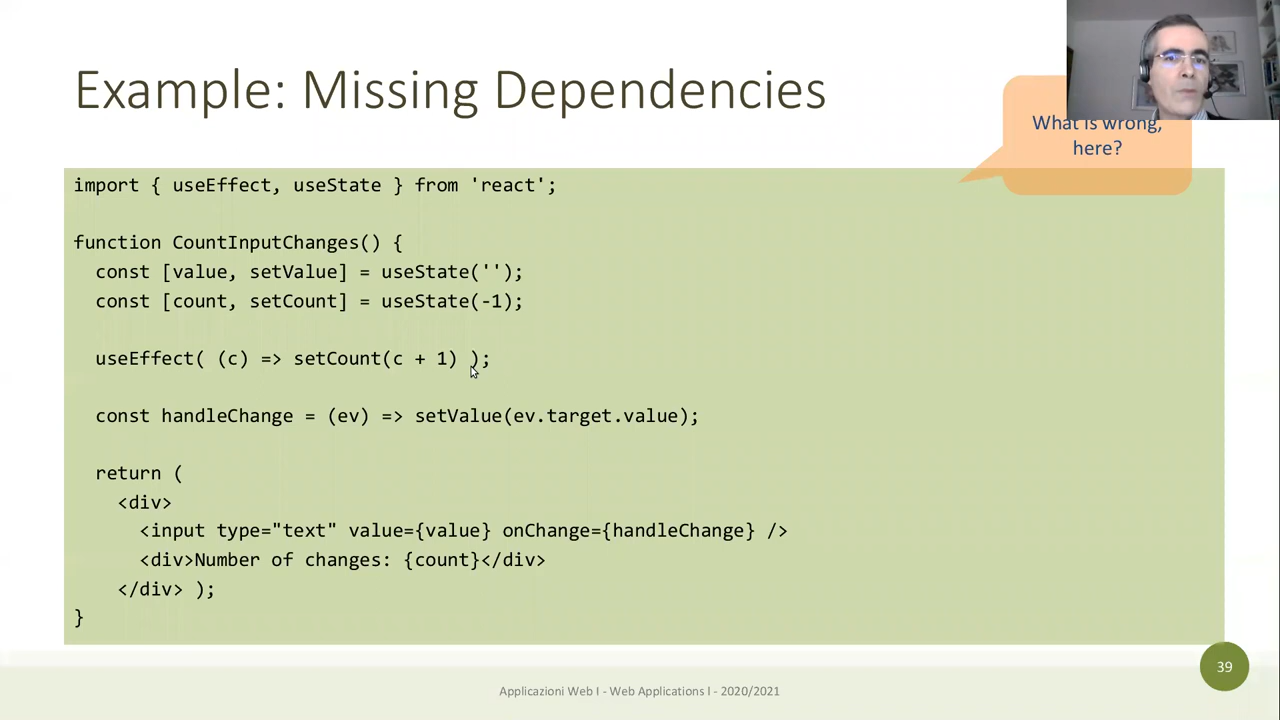 Example: Missing Dependencies
What is wrong,
here?
import { useEffect, useState } from 'react';
function CountInputChanges() {
  const [value, setValue] = useState('');
  const [count, setCount] = useState(-1);
  useEffect( (c) => setCount(c + 1) );
  const handleChange = (ev) => setValue(ev.target.value);
  return (
    <div>
      <input type="text" value={value} onChange={handleChange} />
      <div>Number of changes: {count}</div>
    </div> );
}
39
Applicazioni Web I - Web Applications I - 2020/2021